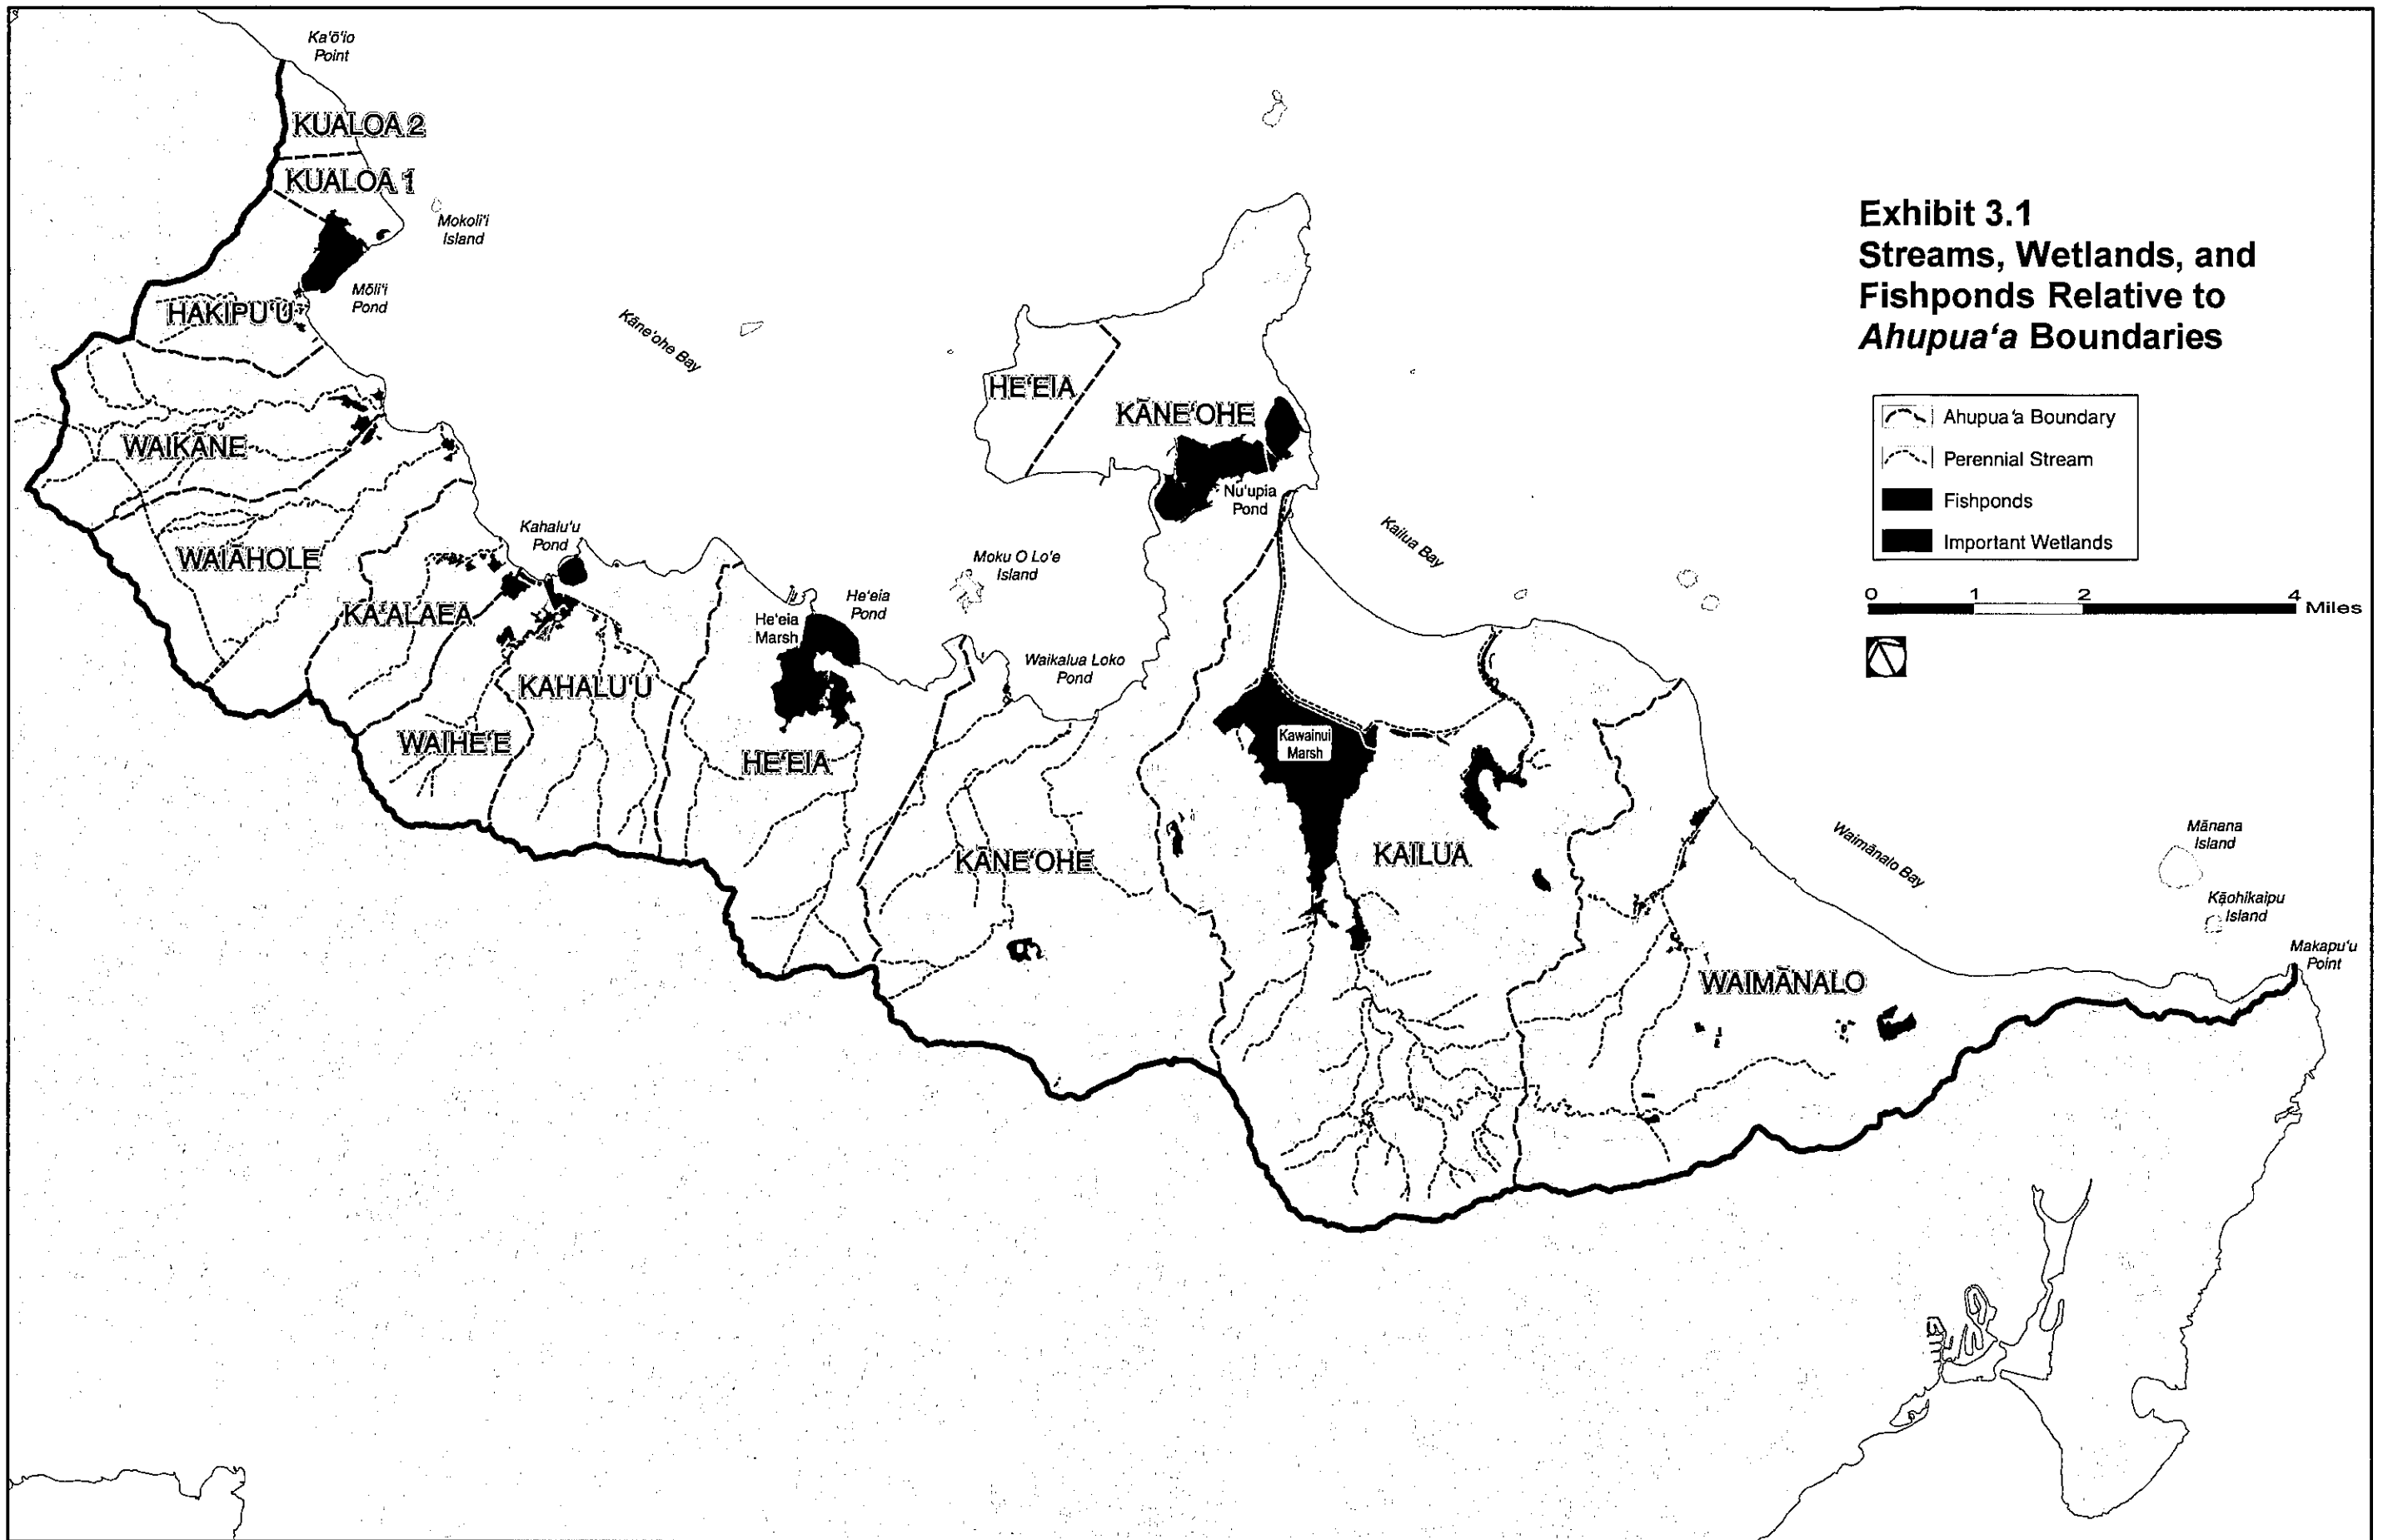 Ka'ō'io
Point
KUALOA 2
KUALOA 1
Mokoli'i
Island
Mōli'i
Pond
HAKIPU'U
Kāne'ohe Bay
Exhibit 3.1
Streams, Wetlands, and
Fishponds Relative to
Ahupua'a Boundaries
Ahupua'a Boundary
Perennial Stream
Fishponds
Important Wetlands
0 1 2 4 Miles
HE'EIA
KĀNE'OHE
Nu'upia
Pond
WAIKĀNE
WAIĀHOLE
Kahalu'u
Pond
Moku O Lo'e
Island
Kailua Bay
KA'ALAEA
He'eia
Marsh
He'eia
Pond
Waikalua Loko
Pond
KAHALU'U
WAIHE'E
HE'EIA
Kawainui
Marsh
KĀNE'OHE
KAILUA
Waimānalo Bay
Mānana
Island
Kāohikaipu
Island
Makapu'u
Point
WAIMĀNALO